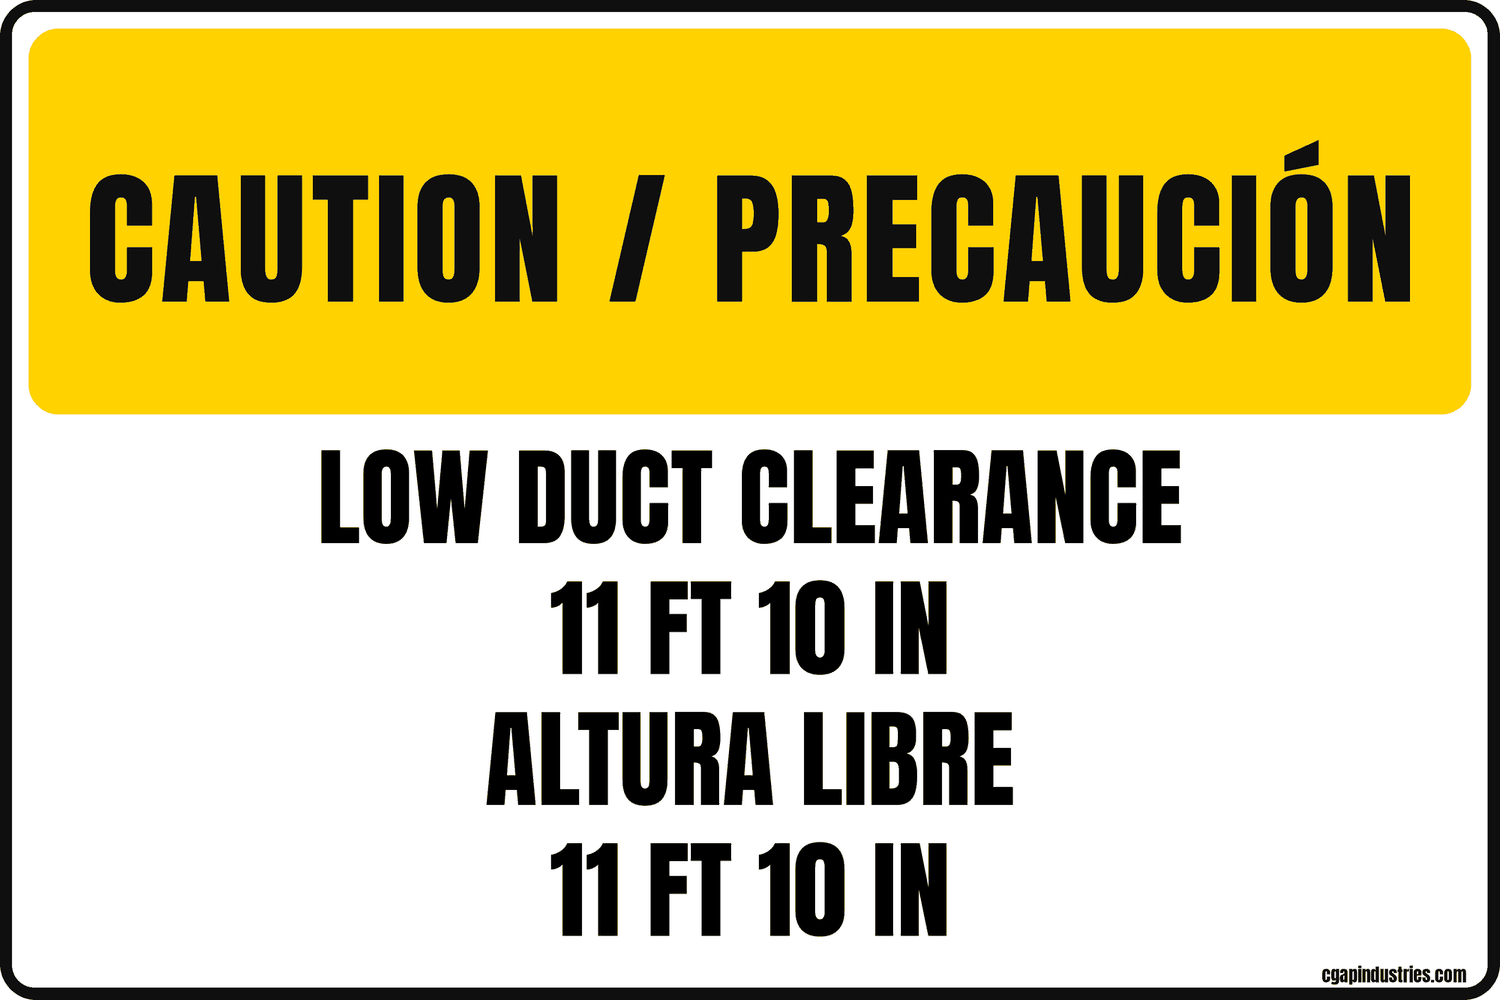 CAUTION / PRECAUCIÓN
LOW DUCT CLEARANCE
11 FT 10 IN
ALTURA LIBRE
11 FT 10 IN
cgapindustries.com